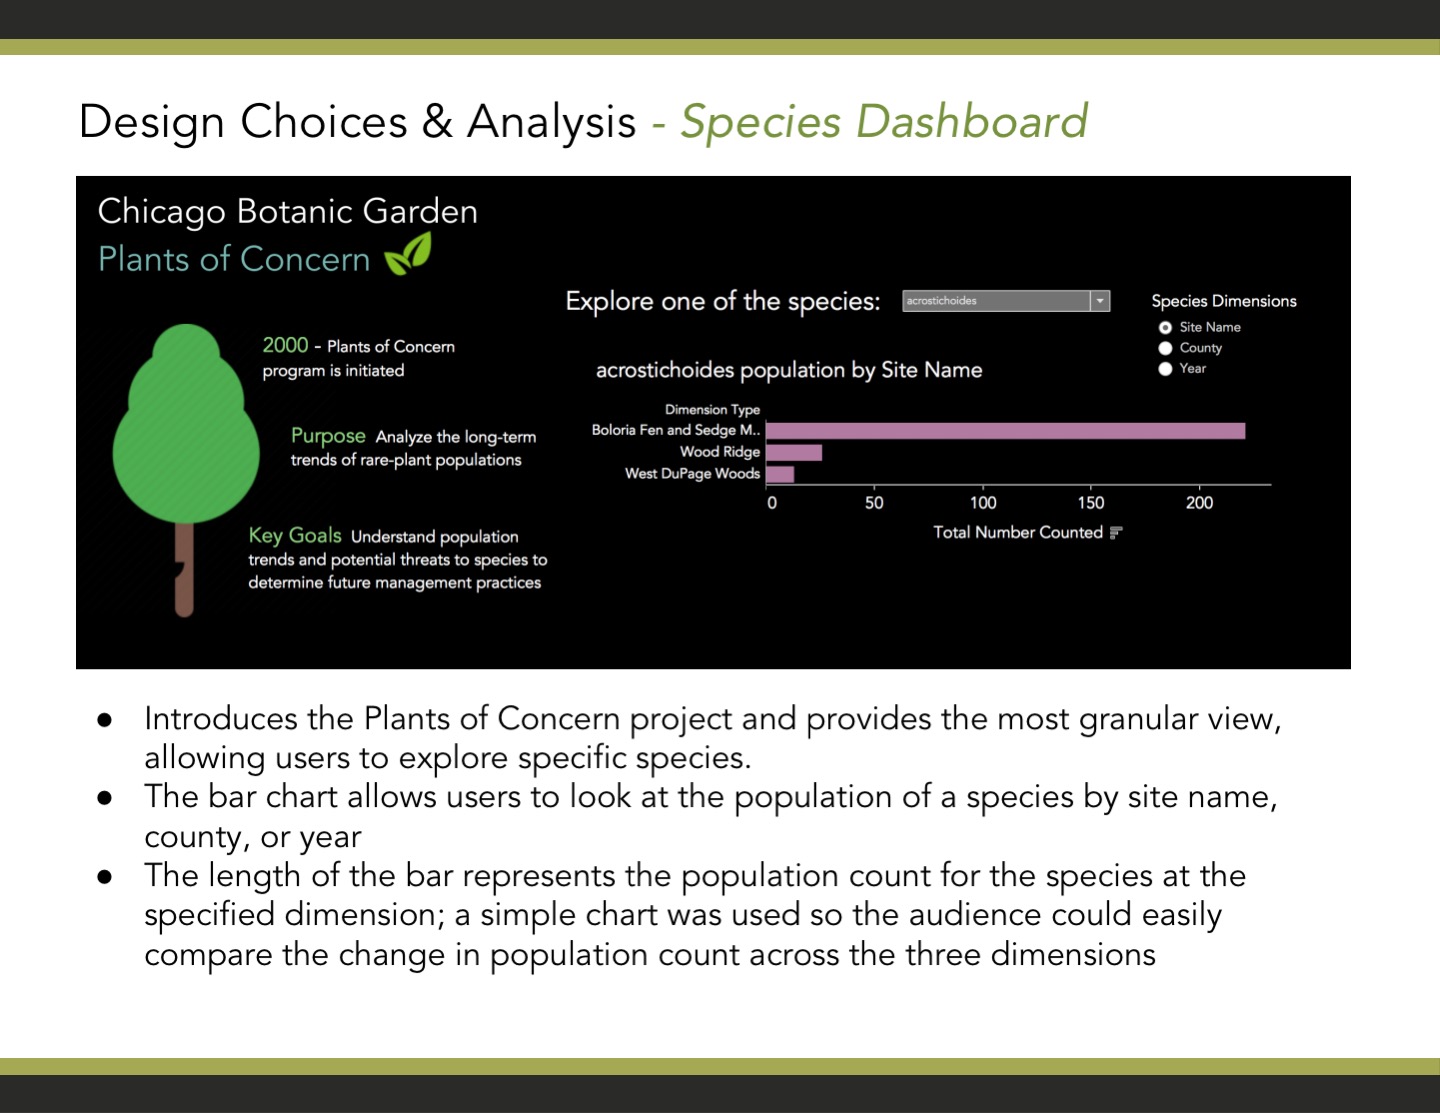 Design Choices & Analysis - Species Dashboard
Chicago Botanic Garden
Plants of Concern
Explore one of the species:
acrostichoides
Species Dimensions
Site Name
County
Year
2000 - Plants of Concern
program is initiated
Purpose Analyze the long-term
trends of rare-plant populations
Key Goals Understand population
trends and potential threats to species to
determine future management practices
acrostichoides population by Site Name
Dimension Type
Boloria Fen and Sedge M..
Wood Ridge
West DuPage Woods
0 50 100 150 200
Total Number Counted
● Introduces the Plants of Concern project and provides the most granular view,
allowing users to explore specific species.
● The bar chart allows users to look at the population of a species by site name,
county, or year
● The length of the bar represents the population count for the species at the
specified dimension; a simple chart was used so the audience could easily
compare the change in population count across the three dimensions